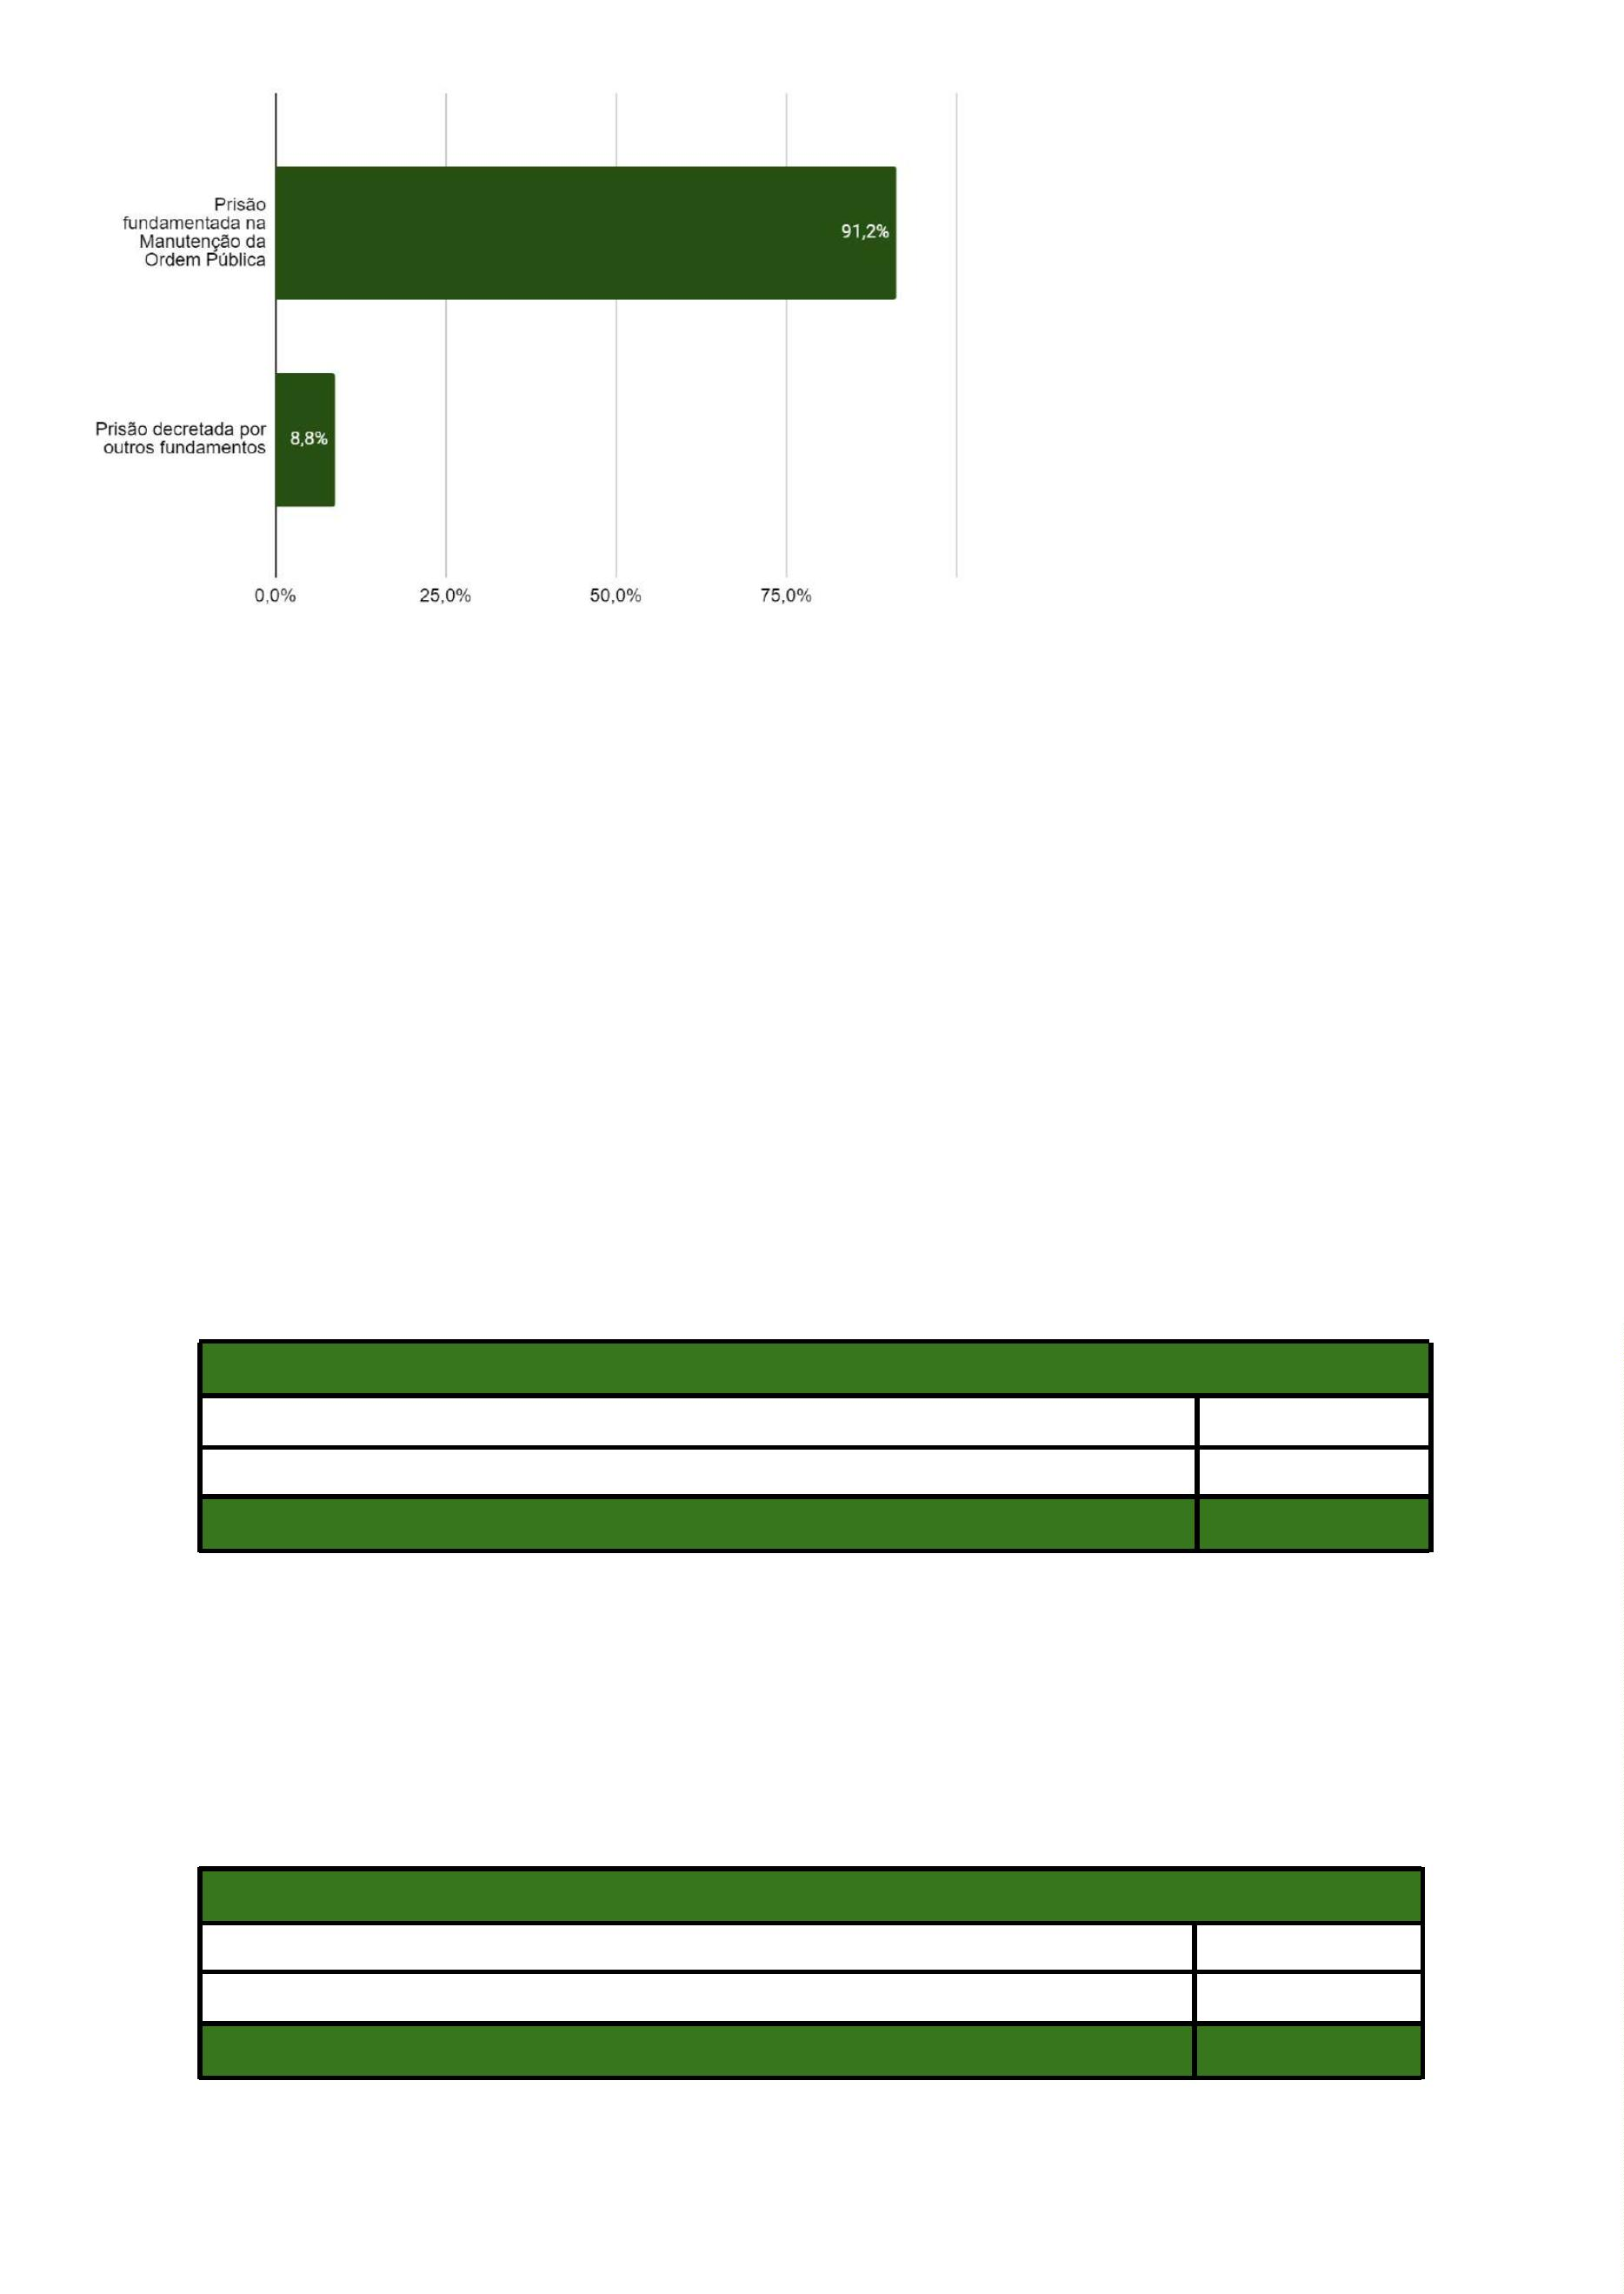 Prisão
fundamentada na
Manutenção da
Ordem Pública
91,2%
Prisão decretada por
outros fundamentos
8,8%
0,0%
25,0%
50,0%
75,0%